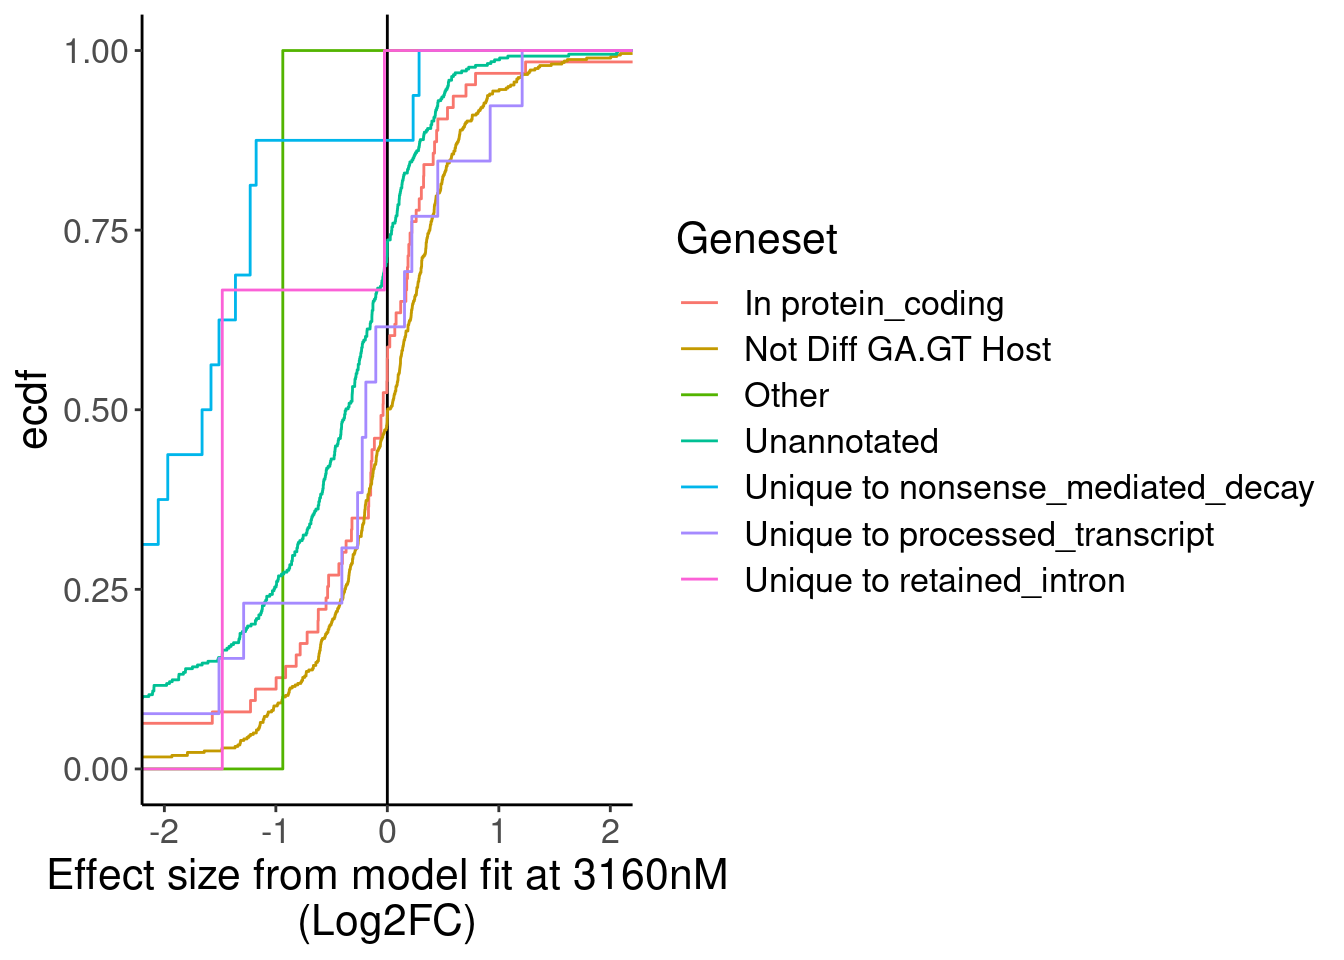 1.00
0.75
0.50
0.25
0.00
ecdf
-2 -1 0 1 2
Effect size from model fit at 3160nM
(Log2FC)
Geneset
In protein_coding
Not Diff GA.GT Host
Other
Unannotated
Unique to nonsense_mediated_decay
Unique to processed_transcript
Unique to retained_intron